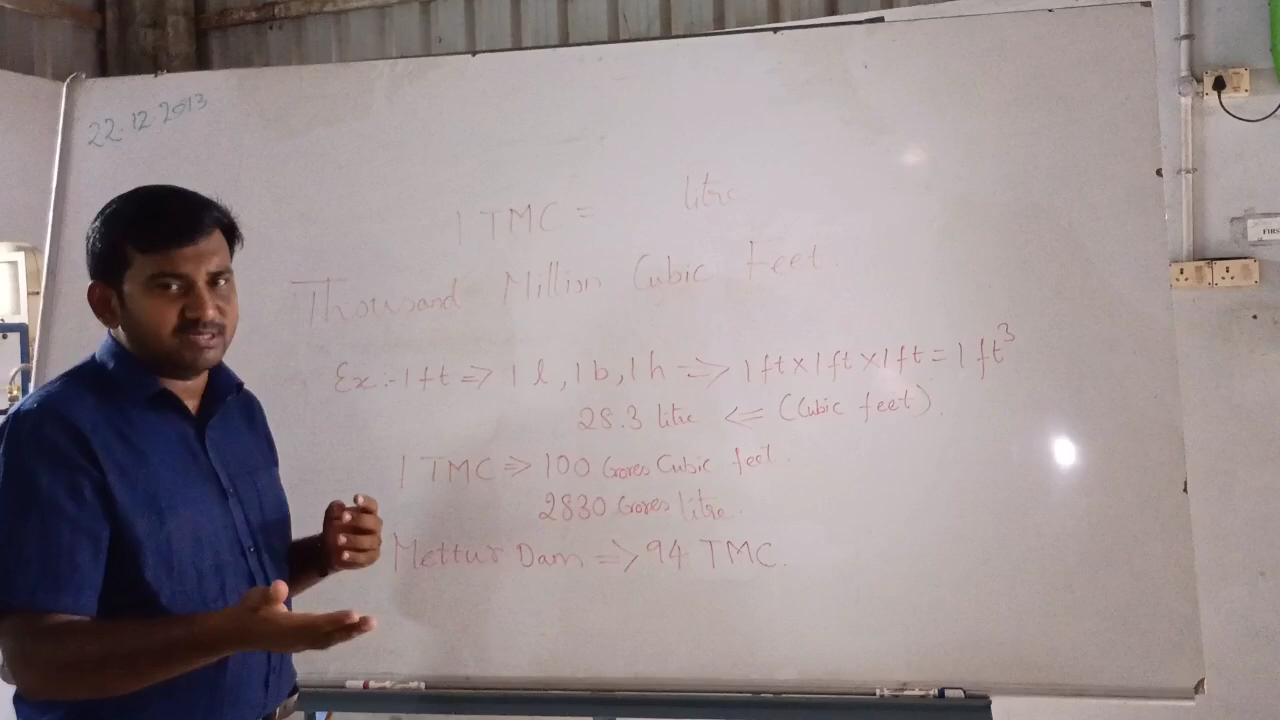 22.12.2013
1 TMC = litre
Thousand Million Cubic Feet.
Ex:- 1 ft => 1 l, 1 b, 1 h => 1 ft x 1 ft x 1 ft = 1 ft³
28.3 litre <= (Cubic feet).
1 TMC => 100 Crores Cubic feet.
2830 Crores litre.
Mettur Dam => 94 TMC.
FIRS